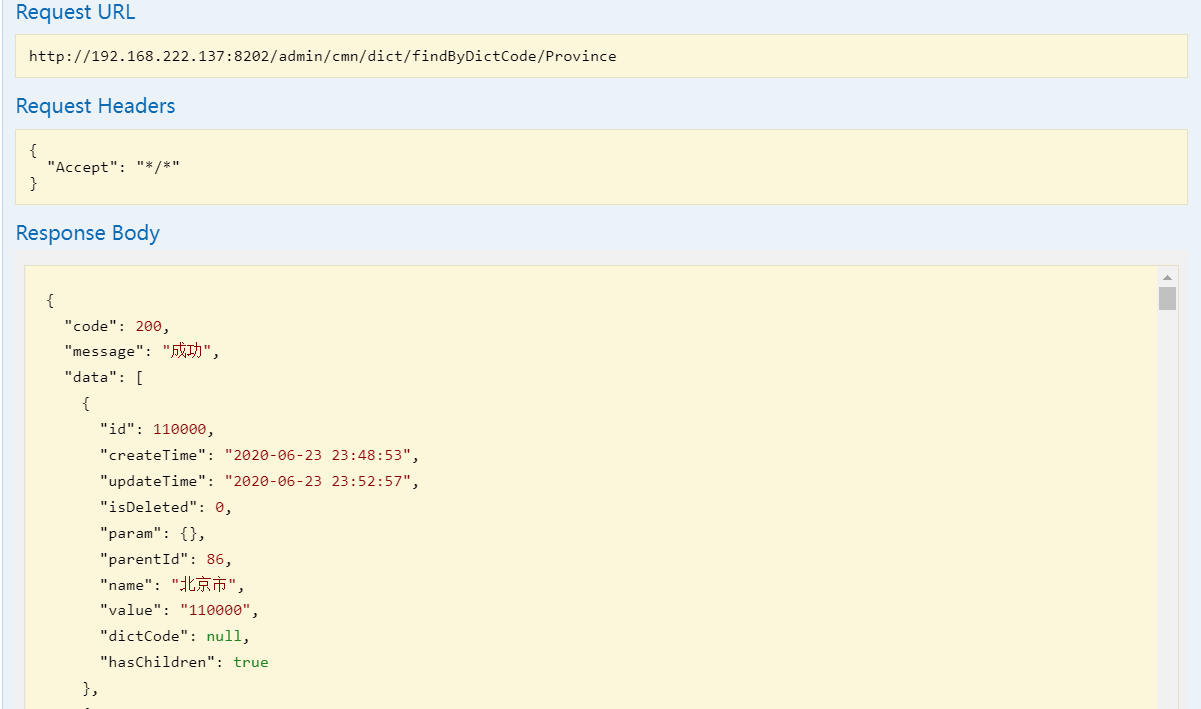 Request URL
http://192.168.222.137:8202/admin/cmn/dict/findByDictCode/Province
Request Headers
{
"Accept": "*/*"
}
Response Body
{
"code": 200,
"message": "成功",
"data": [
{
"id": 110000,
"createTime": "2020-06-23 23:48:53",
"updateTime": "2020-06-23 23:52:57",
"isDeleted": 0,
"param": {},
"parentId": 86,
"name": "北京市",
"value": "110000",
"dictCode": null,
"hasChildren": true
},